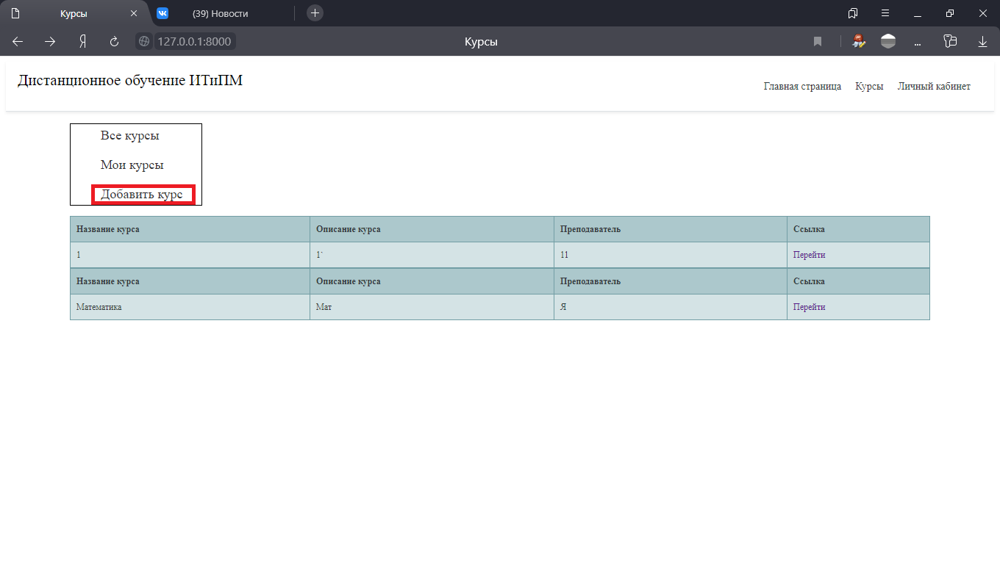 Курсы (39) Новости
127.0.0.1:8000 Курсы
Дистанционное обучение ИТиПМ
Главная страница Курсы Личный кабинет
Все курсы
Мои курсы
Добавить курс
Название курса Описание курса Преподаватель Ссылка
1 1` 11 Перейти
Название курса Описание курса Преподаватель Ссылка
Математика Мат Я Перейти